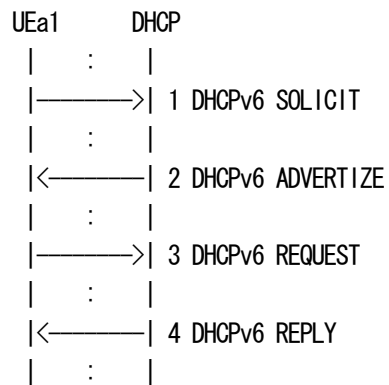 UEa1 DHCP
| : |
|-------->| 1 DHCPv6 SOLICIT
| : |
|<--------| 2 DHCPv6 ADVERTIZE
| : |
|-------->| 3 DHCPv6 REQUEST
| : |
|<--------| 4 DHCPv6 REPLY
| : |